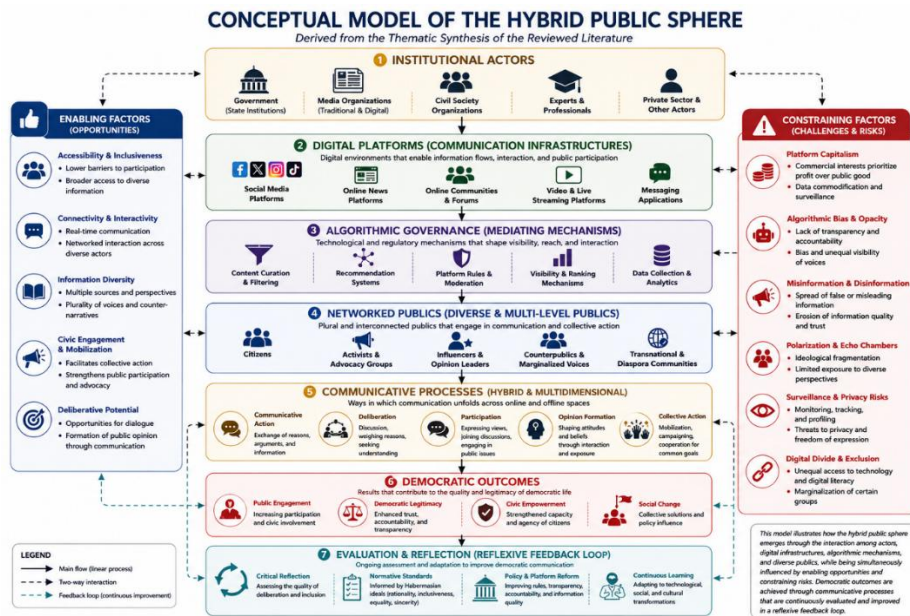 CONCEPTUAL MODEL OF THE HYBRID PUBLIC SPHERE
Derived from the Thematic Synthesis of the Reviewed Literature
1 INSTITUTIONAL ACTORS
Government
(State Institutions)
Media Organizations
(Traditional & Digital)
Civil Society
Organizations
Experts &
Professionals
Private Sector &
Other Actors
ENABLING FACTORS
(OPPORTUNITIES)
Accessibility & Inclusiveness
• Lower barriers to participation
• Broader access to diverse
information
Connectivity & Interactivity
• Real-time communication
• Networked interaction across
diverse actors
Information Diversity
• Multiple sources and perspectives
• Plurality of voices and counter-
narratives
Civic Engagement
& Mobilization
• Facilitates collective action
• Strengthens public participation
and advocacy
Deliberative Potential
• Opportunities for dialogue
• Formation of public opinion
through communication
2 DIGITAL PLATFORMS (COMMUNICATION INFRASTRUCTURES)
Digital environments that enable information flows, interaction, and public participation
Social Media
Platforms
Online News
Platforms
Online Communities
& Forums
Video & Live
Streaming Platforms
Messaging
Applications
3 ALGORITHMIC GOVERNANCE (MEDIATING MECHANISMS)
Technological and regulatory mechanisms that shape visibility, reach, and interaction
Content Curation
& Filtering
Recommendation
Systems
Platform Rules &
Moderation
Visibility & Ranking
Mechanisms
Data Collection &
Analytics
4 NETWORKED PUBLICS (DIVERSE & MULTI-LEVEL PUBLICS)
Plural and interconnected publics that engage in communication and collective action
Citizens
Activists &
Advocacy Groups
Influencers &
Opinion Leaders
Counterpublics &
Marginalized Voices
Transnational &
Diaspora Communities
5 COMMUNICATIVE PROCESSES (HYBRID & MULTIDIMENSIONAL)
Ways in which communication unfolds across online and offline spaces
Communicative
Action
Exchange of reasons,
arguments, and
information
Deliberation
Discussion,
weighing reasons,
seeking
understanding
Participation
Expressing views,
joining discussions,
engaging in
public issues
Opinion Formation
Shaping attitudes
and beliefs
through interaction
and exposure
Collective Action
Mobilization,
campaigning,
cooperation for
common goals
6 DEMOCRATIC OUTCOMES
Results that contribute to the quality and legitimacy of democratic life
Public Engagement
Increasing participation
and civic involvement
Democratic Legitimacy
Enhanced trust,
accountability, and
transparency
Civic Empowerment
Strengthened capacity
and agency of citizens
Social Change
Collective solutions and
policy influence
7 EVALUATION & REFLECTION (REFLEXIVE FEEDBACK LOOP)
Ongoing assessment and adaptation to improve democratic communication
Critical Reflection
Assessing the quality
of deliberation and
inclusion
Normative Standards
Informed by Habermasian
ideals (rationality, inclusiveness,
equality, sincerity)
Policy & Platform Reform
Improving rules, transparency,
accountability, and
information quality
Continuous Learning
Adapting to technological,
social, and cultural
transformations
CONSTRAINING FACTORS
(CHALLENGES & RISKS)
Platform Capitalism
• Commercial interests prioritize
profit over public good
• Data commodification and
surveillance
Algorithmic Bias & Opacity
• Lack of transparency and
accountability
• Bias and unequal visibility
of voices
Misinformation & Disinformation
• Spread of false or misleading
information
• Erosion of information quality
and trust
Polarization & Echo Chambers
• Ideological fragmentation
• Limited exposure to diverse
perspectives
Surveillance & Privacy Risks
• Monitoring, tracking,
and profiling
• Threats to privacy and
freedom of expression
Digital Divide & Exclusion
• Unequal access to technology
and digital literacy
• Marginalization of certain
groups
LEGEND
Main flow (linear process)
Two-way interaction
Feedback loop (continuous improvement)
This model illustrates how the hybrid public sphere
emerges through the interaction among actors,
digital infrastructures, algorithmic mechanisms,
and diverse publics, while being simultaneously
influenced by enabling opportunities and
constraining risks. Democratic outcomes are
achieved through communicative processes
that are continuously evaluated and improved
in a reflexive feedback loop.